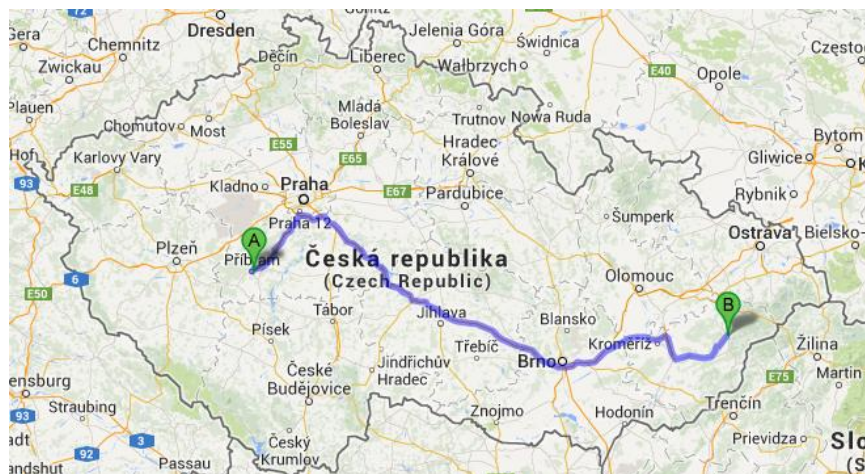 Gera
Chemnitz
Dresden
Jelenia Góra
Świdnica
Częstoc
Zwickau
Děčín
Liberec
Wałbrzych
E40
Opole
Plauen
Chomutov
Most
Mladá
Boleslav
Trutnov
Nowa Ruda
Bytom
Hof
93
Karlovy Vary
E55
E65
Hradec
Králové
Gliwice
K
E48
Kladno
Praha
E67
Pardubice
Rybnik
Praha 12
Šumperk
Ostrava
Bielsko-
A
Plzeň
Příbram
Česká republika
(Czech Republic)
6
E50
Olomouc
B
Tábor
Jihlava
Blansko
Písek
Třebíč
Kroměříž
Žilina
Brno
E75
Martin
České
Budějovice
Jindřichův
Hradec
ensburg
93
Straubing
3
Znojmo
Hodonín
Trenčín
Prievidza
adt
92
Český
Krumlov
Slo
andshut
Passau
(S